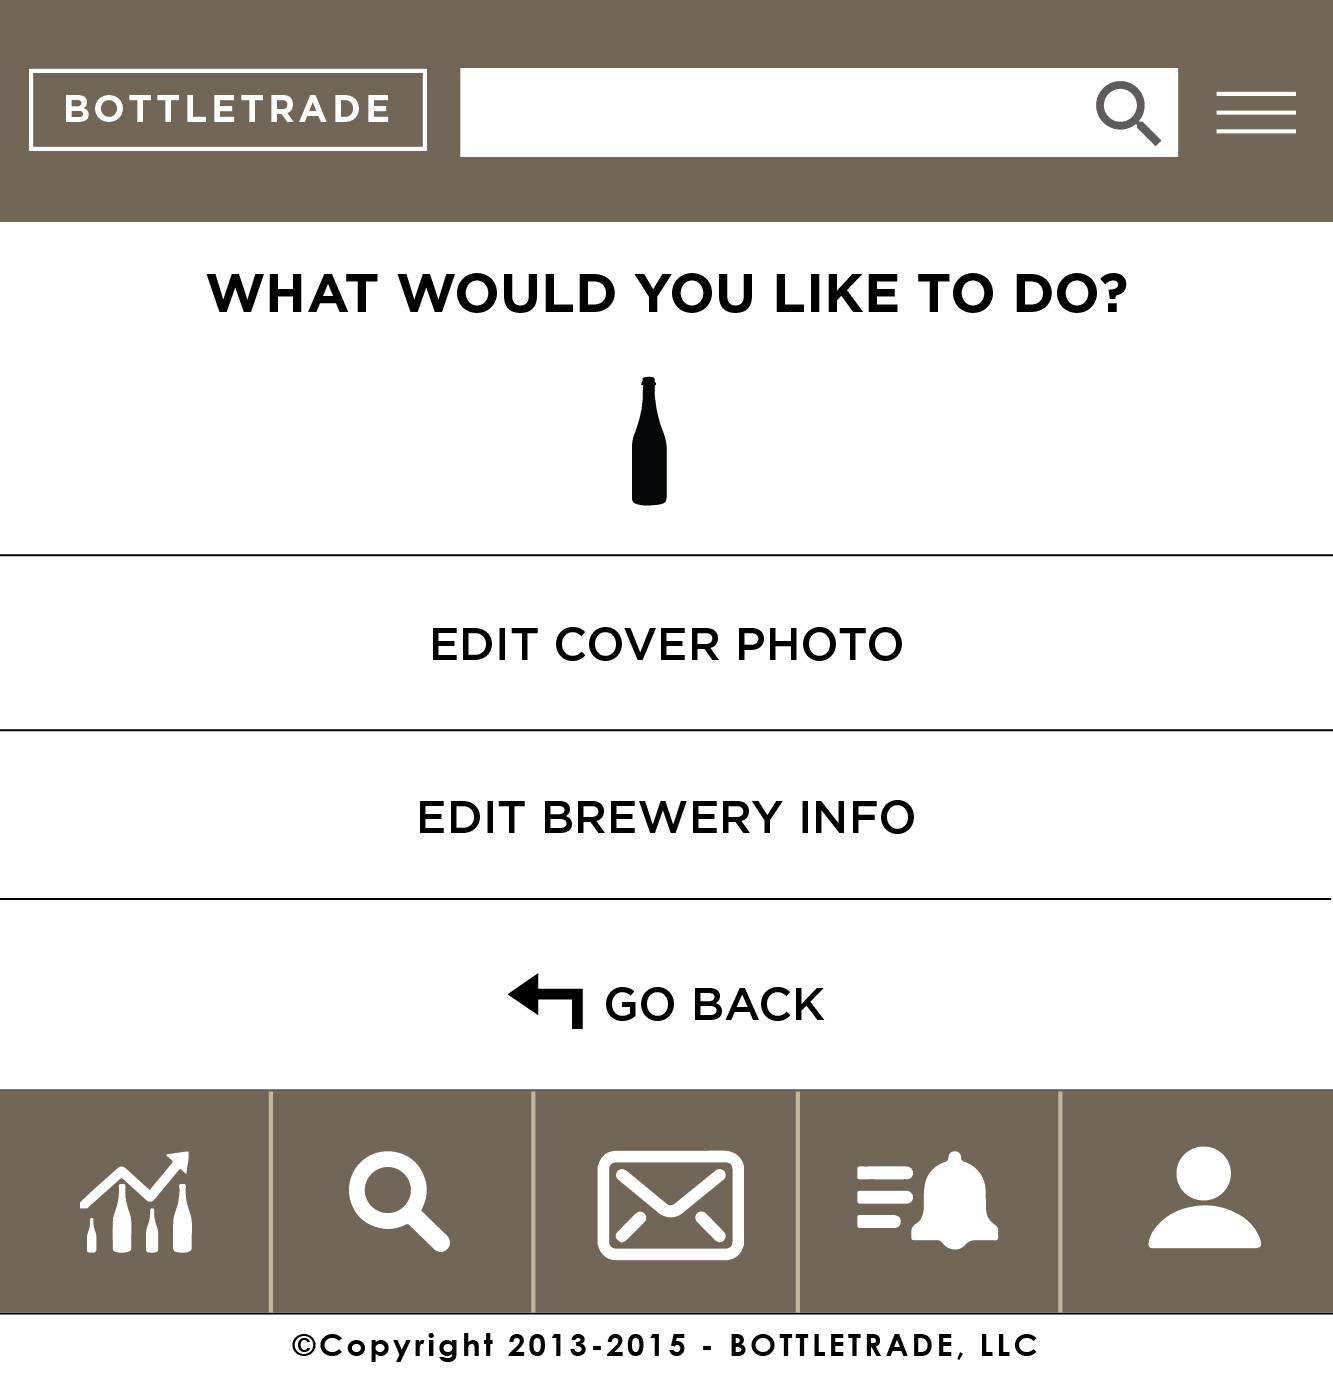 BOTTLETRADE
WHAT WOULD YOU LIKE TO DO?
EDIT COVER PHOTO
EDIT BREWERY INFO
GO BACK
©Copyright 2013-2015 - BOTTLETRADE, LLC